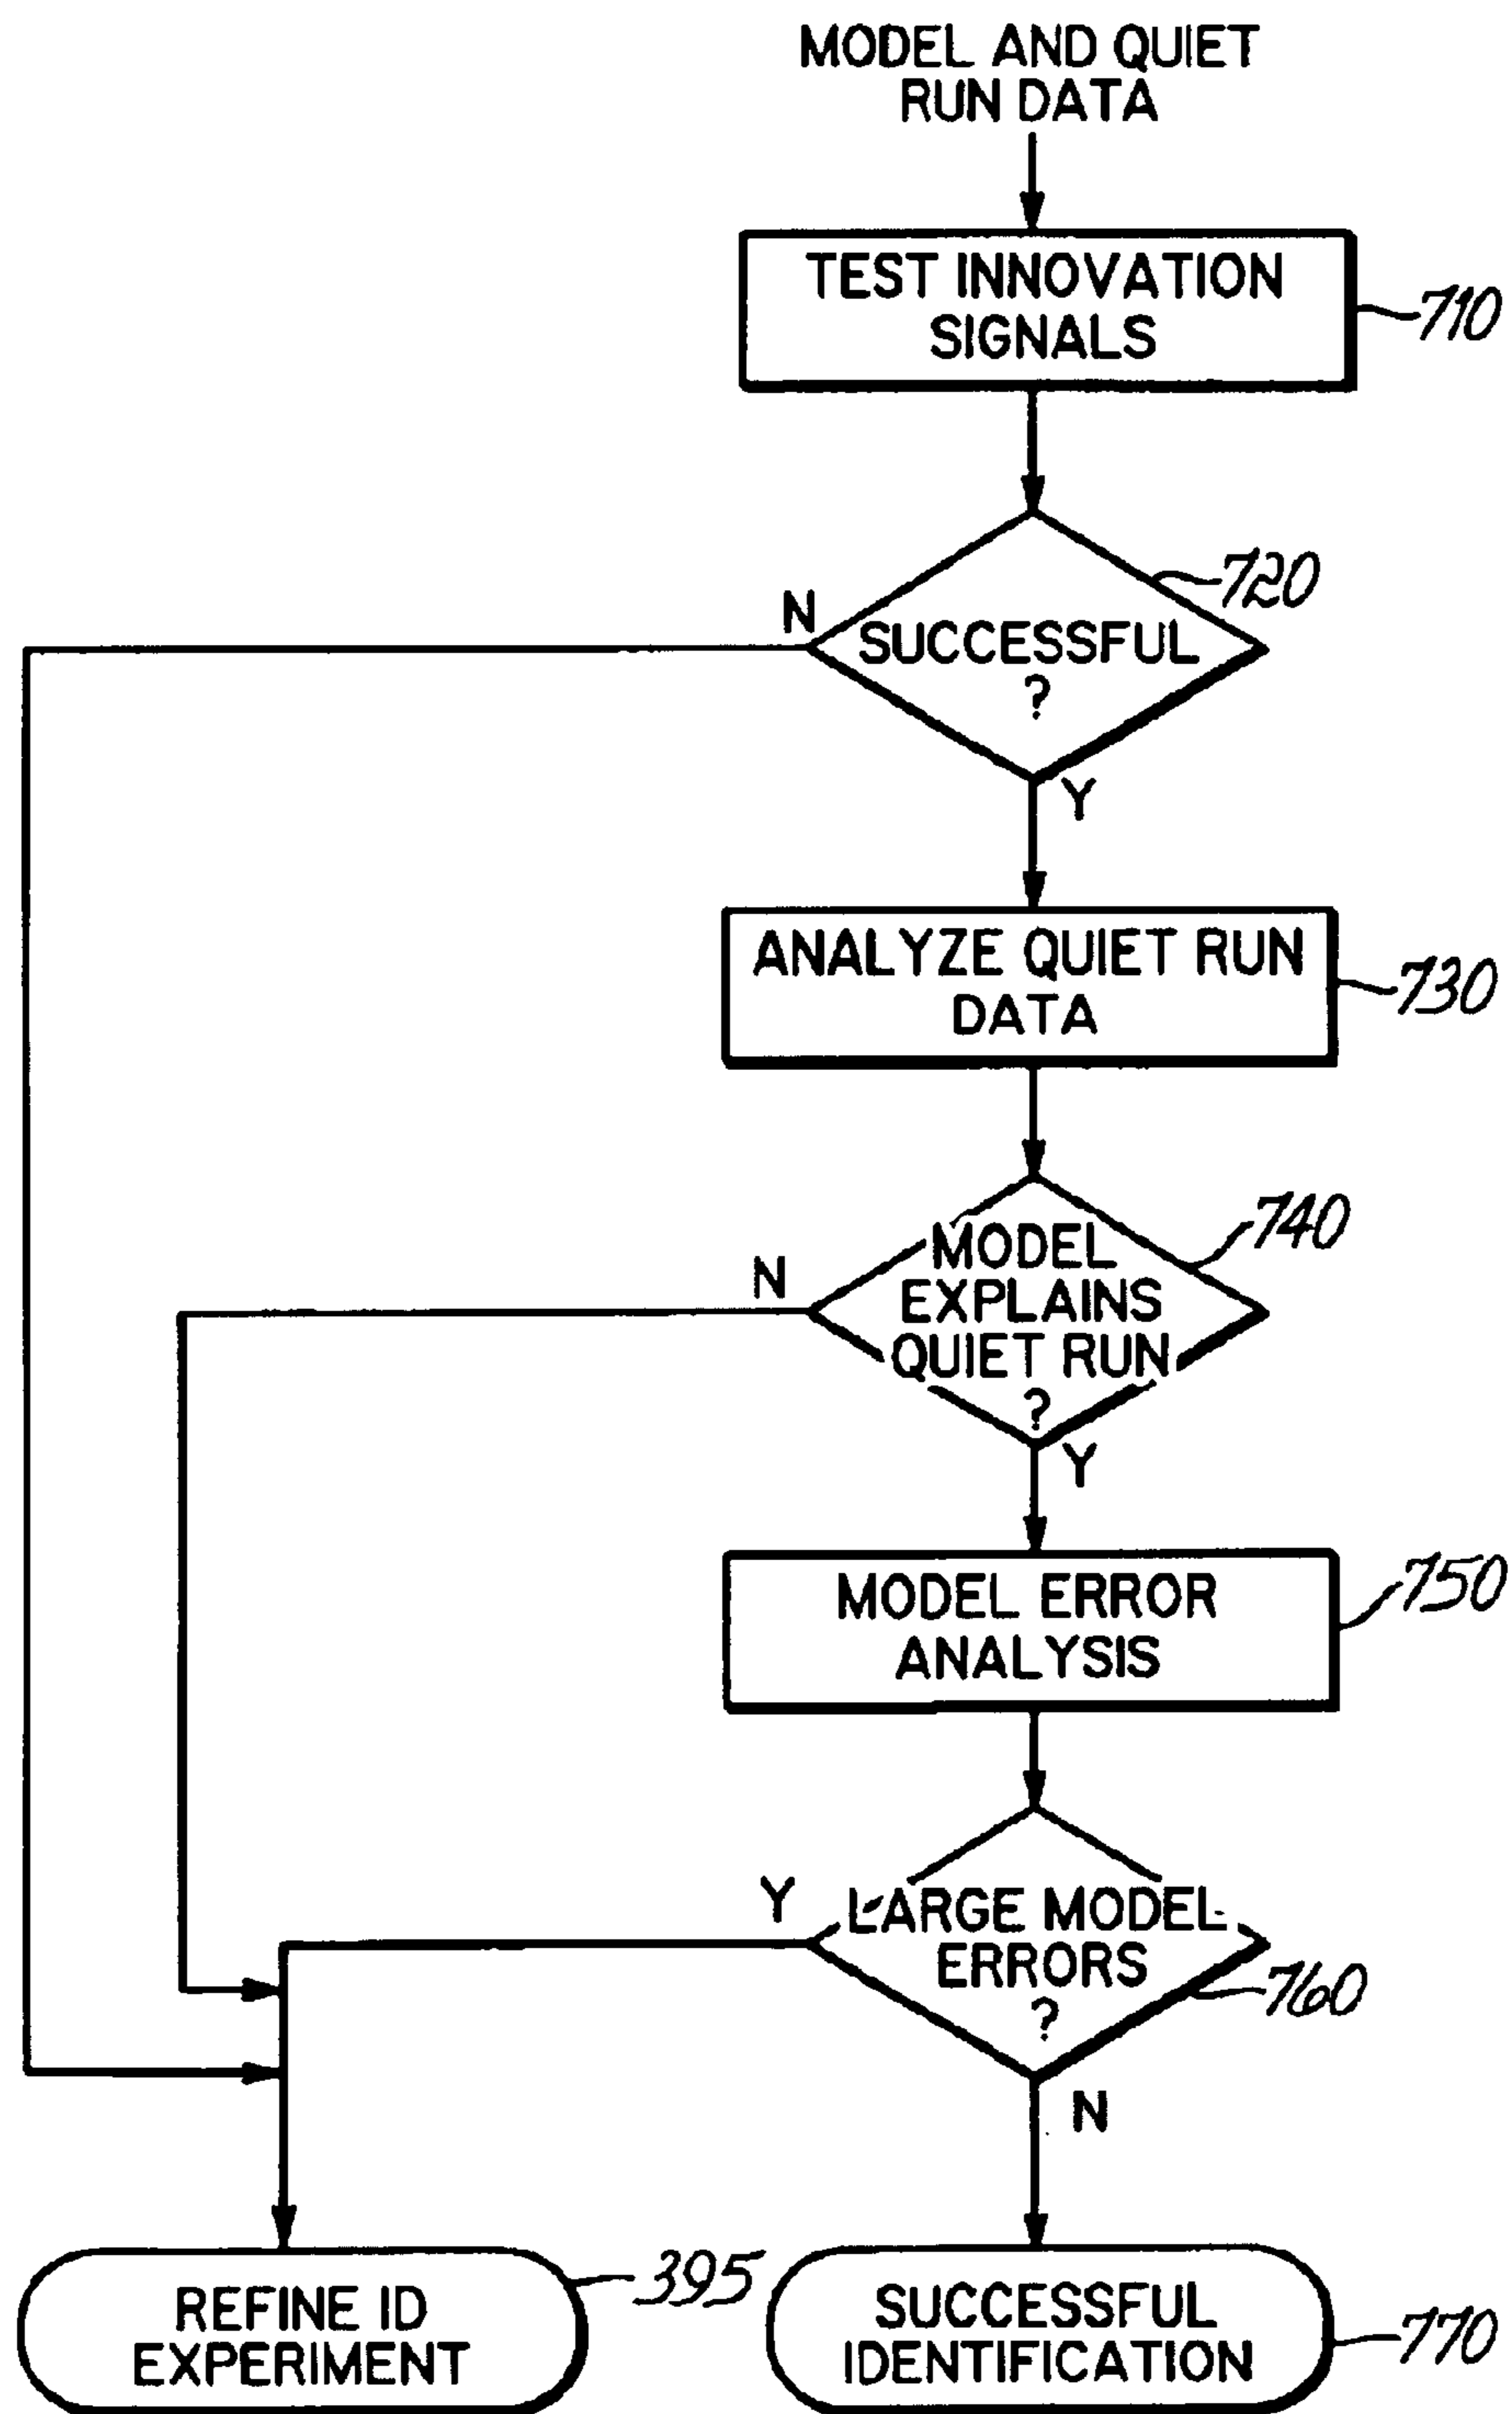 MODEL AND QUIET
RUN DATA
TEST INNOVATION
SIGNALS
710
720
N
SUCCESSFUL
?
Y
ANALYZE QUIET RUN
DATA
730
740
N
MODEL
EXPLAINS
QUIET RUN
?
Y
MODEL ERROR
ANALYSIS
750
Y
LARGE MODEL
ERRORS
?
760
N
REFINE ID
EXPERIMENT
395
SUCCESSFUL
IDENTIFICATION
770